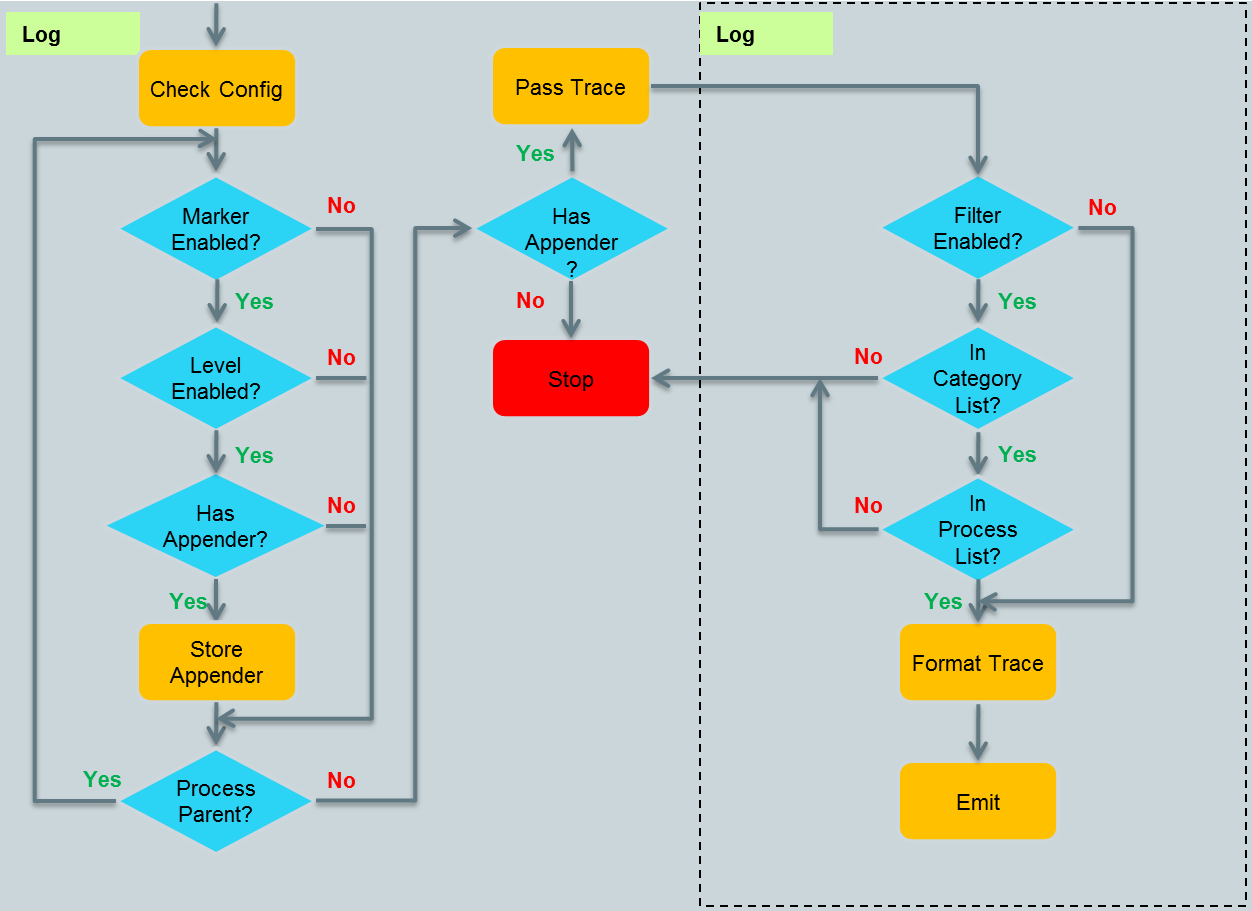 Log
Check Config
Marker
Enabled?
No
Yes
Level
Enabled?
No
Yes
Has
Appender?
No
Yes
Store
Appender
Process
Parent?
Yes
No
Pass Trace
Yes
Has
Appender
?
No
Stop
Log
Filter
Enabled?
No
Yes
In
Category
List?
No
Yes
In
Process
List?
No
Yes
Format Trace
Emit